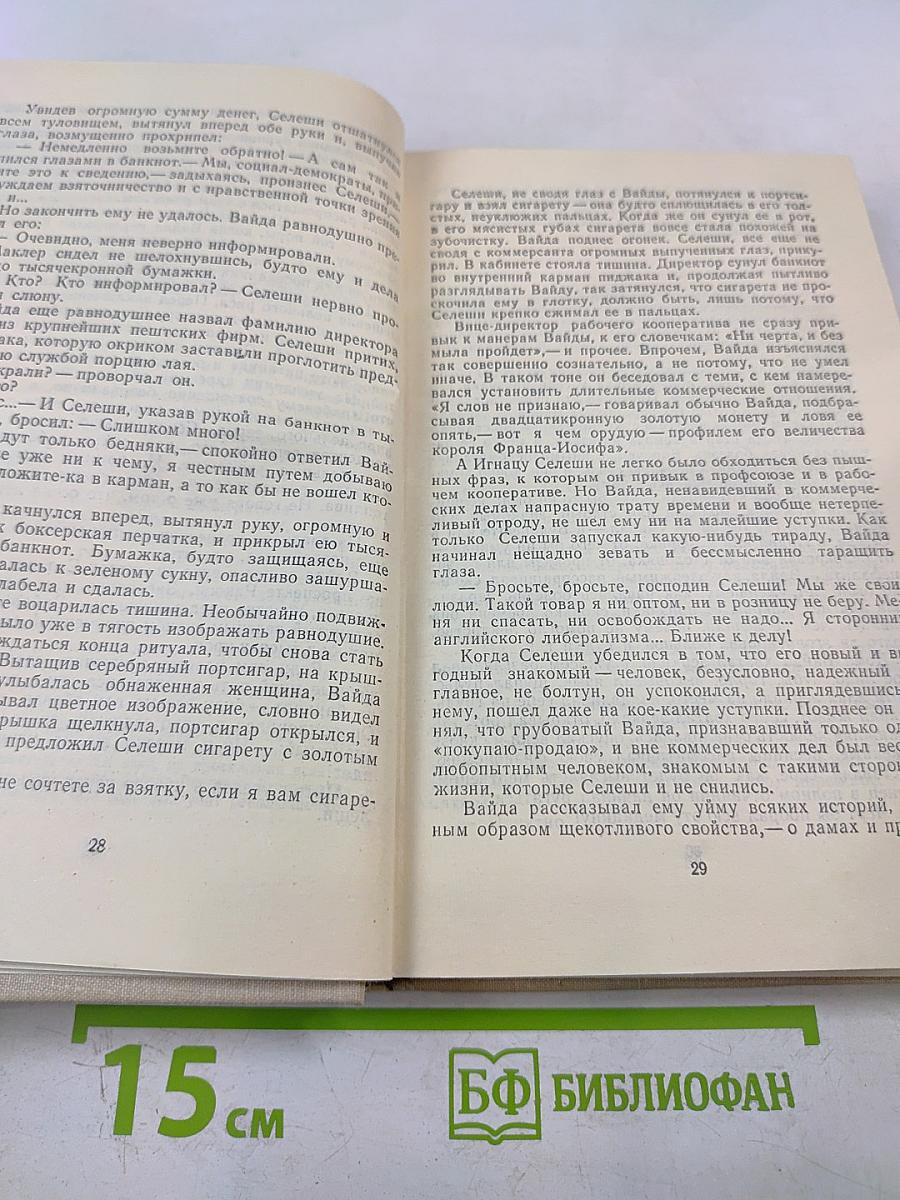 Увидев огромную сумму денег, Селеши отшатнулся
всем туловищем, вытянул вперед обе руки и, выпучив
глаза, возмущенно прохрипел:
— Немедленно возьмите обратно! — А сам так и
пился глазами в банкнот.— Мы, социал-демократы, при-
ите это к сведению,— задыхаясь, произнес Селеши,—
уждаем взяточничество и с нравственной точки зрения
и...
Но закончить ему не удалось. Вайда равнодушно пре-
л его:
— Очевидно, меня неверно информировали.
Маклер сидел не шелохнувшись, будто ему и дела
о тысячекронной бумажки.
Кто? Кто информировал? — Селеши нервно про-
л слюну.
да еще равнодушнее назвал фамилию директора
из крупнейших пештских фирм. Селеши притих,
ака, которую окриком заставили проглотить пред-
ю службой порцию лая.
крали? — проворчал он.
о?
с...— И Селеши, указав рукой на банкнот в ты-
, бросил: — Слишком много!
дут только бедняки,— спокойно ответил Вай-
е уже ни к чему, я честным путем добываю
ложите-ка в карман, а то как бы не вошел кто-
качнулся вперед, вытянул руку, огромную и
к боксерская перчатка, и прикрыл ею тыся-
банкнот. Бумажка, будто защищаясь, еще
алась к зеленому сукну, опасливо зашурша-
лабела и сдалась.
те воцарилась тишина. Необычайно подвиж-
ыло уже в тягость изображать равнодушие.
ждаться конца ритуала, чтобы снова стать
Вытащив серебряный портсигар, на крыш-
улыбалась обнаженная женщина, Вайда
ывал цветное изображение, словно видел
рышка щелкнула, портсигар открылся, и
предложил Селеши сигарету с золотым
не сочтете за взятку, если я вам сигаре-
28
Селеши, не сводя глаз с Вайды, потянулся к портси-
гару и взял сигарету — она будто сплющилась в его тол-
стых, неуклюжих пальцах. Когда же он сунул ее в рот,
в его мясистых губах сигарета вовсе стала похожей на
зубочистку. Вайда поднес огонек. Селеши, все еще не
сводя с коммерсанта огромных выпученных глаз, прику-
рил. В кабинете стояла тишина. Директор сунул банкнот
во внутренний карман пиджака и, продолжая пытливо
разглядывать Вайду, так затянулся, что сигарета не про-
скочила ему в глотку, должно быть, лишь потому, что
Селеши крепко сжимал ее в пальцах.
Вице-директор рабочего кооператива не сразу при-
вык к манерам Вайды, к его словечкам: «Ни черта, и без
мыла пройдет»,— и прочее. Впрочем, Вайда изъяснялся
так совершенно сознательно, а не потому, что не умел
иначе. В таком тоне он беседовал с теми, с кем намере-
вался установить длительные коммерческие отношения.
«Я слов не признаю,— говаривал обычно Вайда, подбра-
сывая двадцатикронную золотую монету и ловя ее
опять,— вот я чем орудую — профилем его величества
короля Франца-Иосифа».
А Игнацу Селеши не легко было обходиться без пыш-
ных фраз, к которым он привык в профсоюзе и в рабо-
чем кооперативе. Но Вайда, ненавидевший в коммерче-
ских делах напрасную трату времени и вообще нетерпе-
ливый отроду, не шел ему ни на малейшие уступки. Как
только Селеши запускал какую-нибудь тираду, Вайда
начинал нещадно зевать и бессмысленно таращить
глаза.
— Бросьте, бросьте, господин Селеши! Мы же свои
люди. Такой товар я ни оптом, ни в розницу не беру. Ме-
ня ни спасать, ни освобождать не надо... Я сторонник
английского либерализма... Ближе к делу!
Когда Селеши убедился в том, что его новый и вы
годный знакомый — человек, безусловно, надежный
главное, не болтун, он успокоился, а приглядевшись
нему, пошел даже на кое-какие уступки. Позднее он
нял, что грубоватый Вайда, признававший только од
«покупаю-продаю», и вне коммерческих дел был вес
любопытным человеком, знакомым с такими сторон
жизни, которые Селеши и не снились.
Вайда рассказывал ему уйму всяких историй,
ным образом щекотливого свойства,— о дамах и пр
29
15 см
БФ БИБЛИОФАН